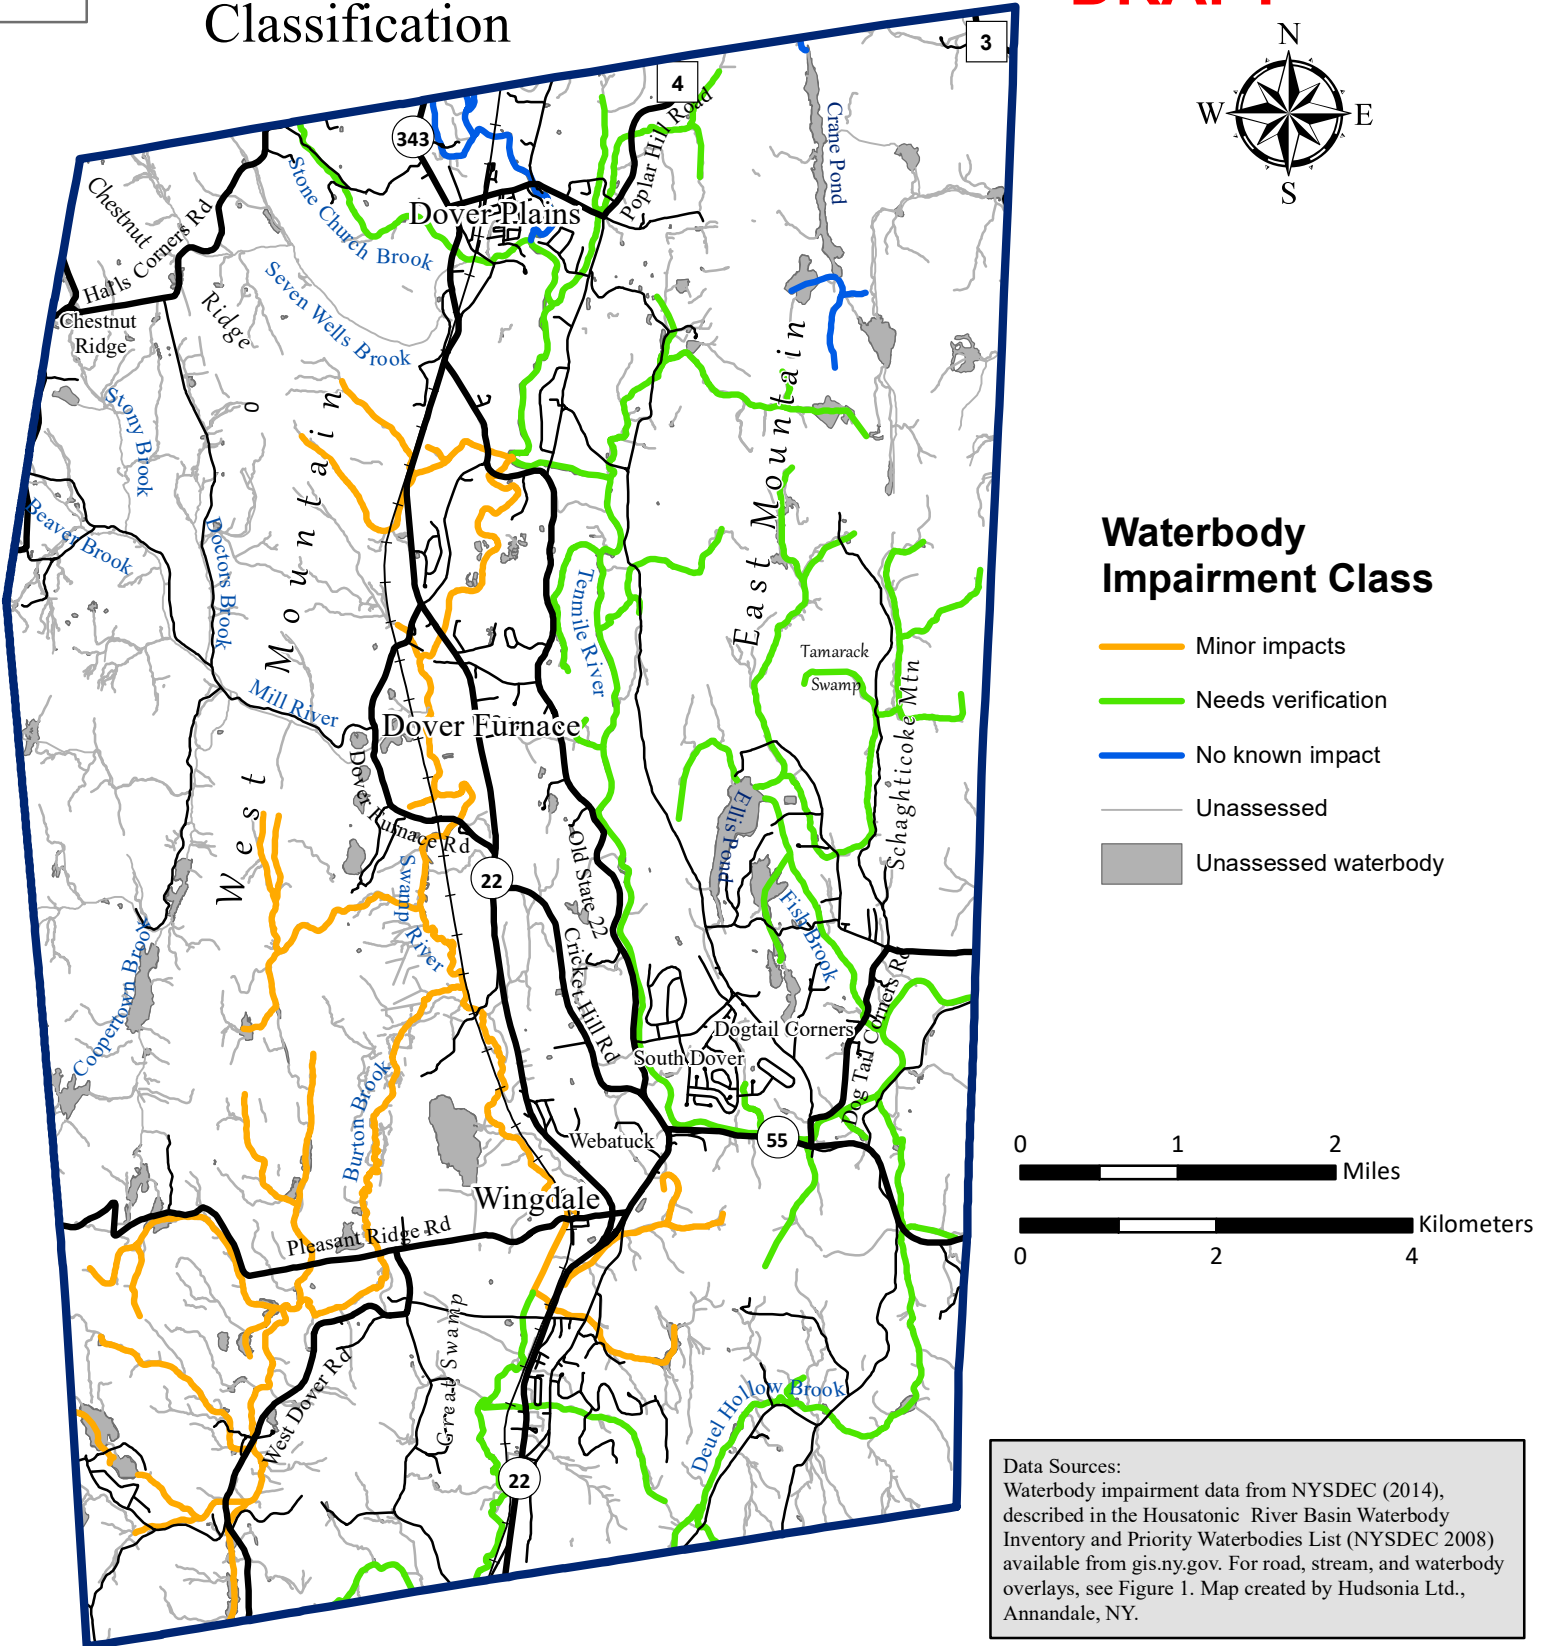 Classification
DRAFT
N
W
E
S
3
4
343
Poplar Hill Road
Crane Pond
Chestnut
Ridge
Harls Corners Rd
Stone Church Brook
Dover Plains
Seven Wells Brook
Chestnut
Ridge
Stony Brook
Beaver Brook
Doctors Brook
West Mountain
East Mountain
Tenmile River
Tamarack
Swamp
Schaghticoke Mtn
Mill River
Dover Furnace
Dover Furnace Rd
Ellis Pond
Old State 22
22
Swamp River
Fish Brook
Cricket Hill Rd
Coopertown Brook
Dogtail Corners
South Dover
Dog Tail Corners Rd
Burton Brook
Webatuck
55
Wingdale
Pleasant Ridge Rd
Great Swamp
West Dover Rd
Deuel Hollow Brook
22
Waterbody
Impairment Class
Minor impacts
Needs verification
No known impact
Unassessed
Unassessed waterbody
0 1 2
Miles
Kilometers
0 2 4
Data Sources:
Waterbody impairment data from NYSDEC (2014),
described in the Housatonic River Basin Waterbody
Inventory and Priority Waterbodies List (NYSDEC 2008)
available from gis.ny.gov. For road, stream, and waterbody
overlays, see Figure 1. Map created by Hudsonia Ltd.,
Annandale, NY.